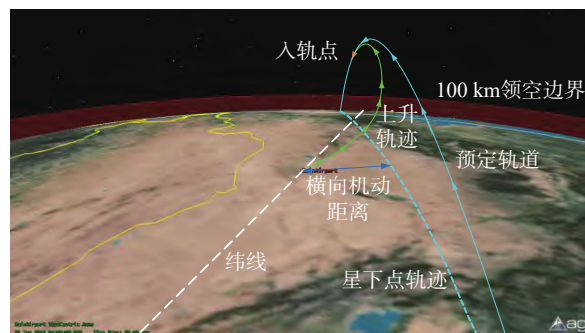 入轨点
100 km领空边界
上升
轨迹
预定轨道
横向机动
距离
纬线
星下点轨迹